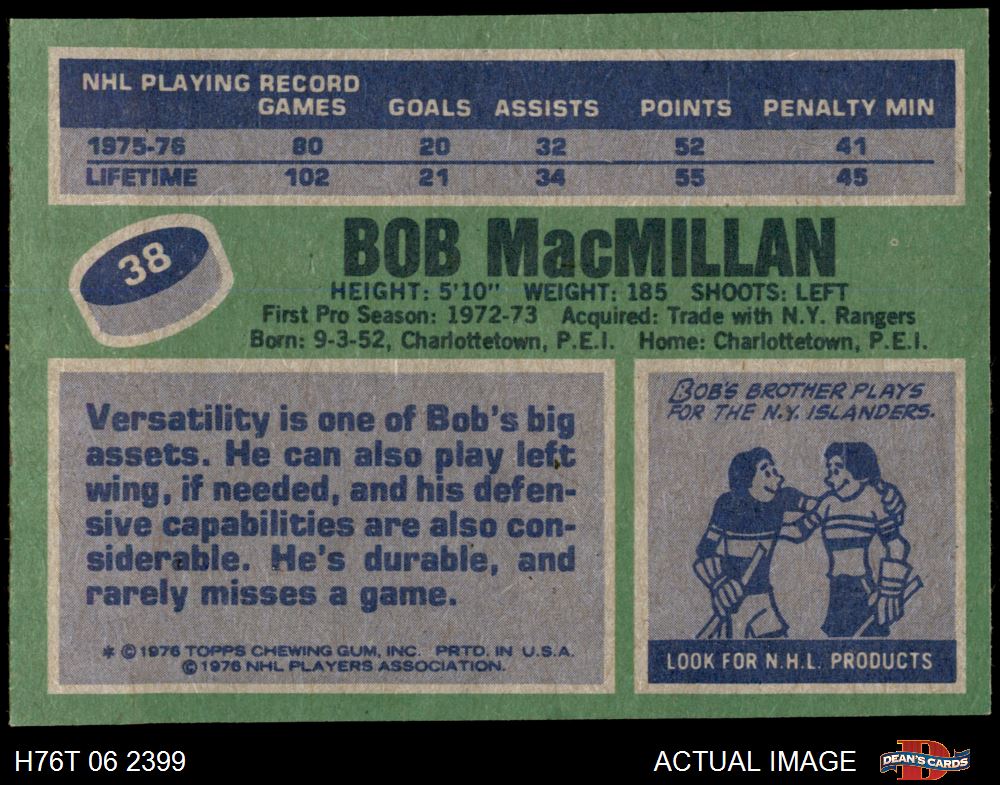 NHL PLAYING RECORD
GAMES GOALS ASSISTS POINTS PENALTY MIN
1975-76 80 20 32 52 41
LIFETIME 102 21 34 55 45
38
BOB MacMILLAN
HEIGHT: 5'10" WEIGHT: 185 SHOOTS: LEFT
First Pro Season: 1972-73 Acquired: Trade with N.Y. Rangers
Born: 9-3-52, Charlottetown, P.E.I. Home: Charlottetown, P.E.I.
Versatility is one of Bob's big
assets. He can also play left
wing, if needed, and his defen-
sive capabilities are also con-
siderable. He's durable, and
rarely misses a game.
* © 1976 TOPPS CHEWING GUM, INC. PRTD. IN U.S.A.
© 1976 NHL PLAYERS ASSOCIATION.
BOB'S BROTHER PLAYS
FOR THE N.Y. ISLANDERS.
LOOK FOR N.H.L. PRODUCTS
H76T 06 2399 ACTUAL IMAGE D DEAN'S CARDS